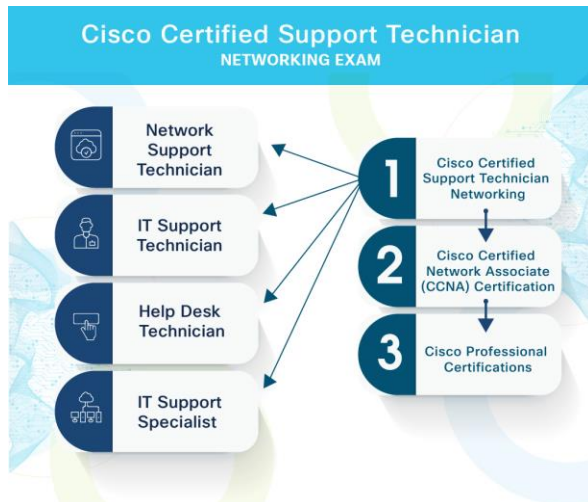 Cisco Certified Support Technician
NETWORKING EXAM
Network
Support
Technician
IT Support
Technician
Help Desk
Technician
IT Support
Specialist
1
Cisco Certified
Support Technician
Networking
2
Cisco Certified
Network Associate
(CCNA) Certification
3
Cisco Professional
Certifications